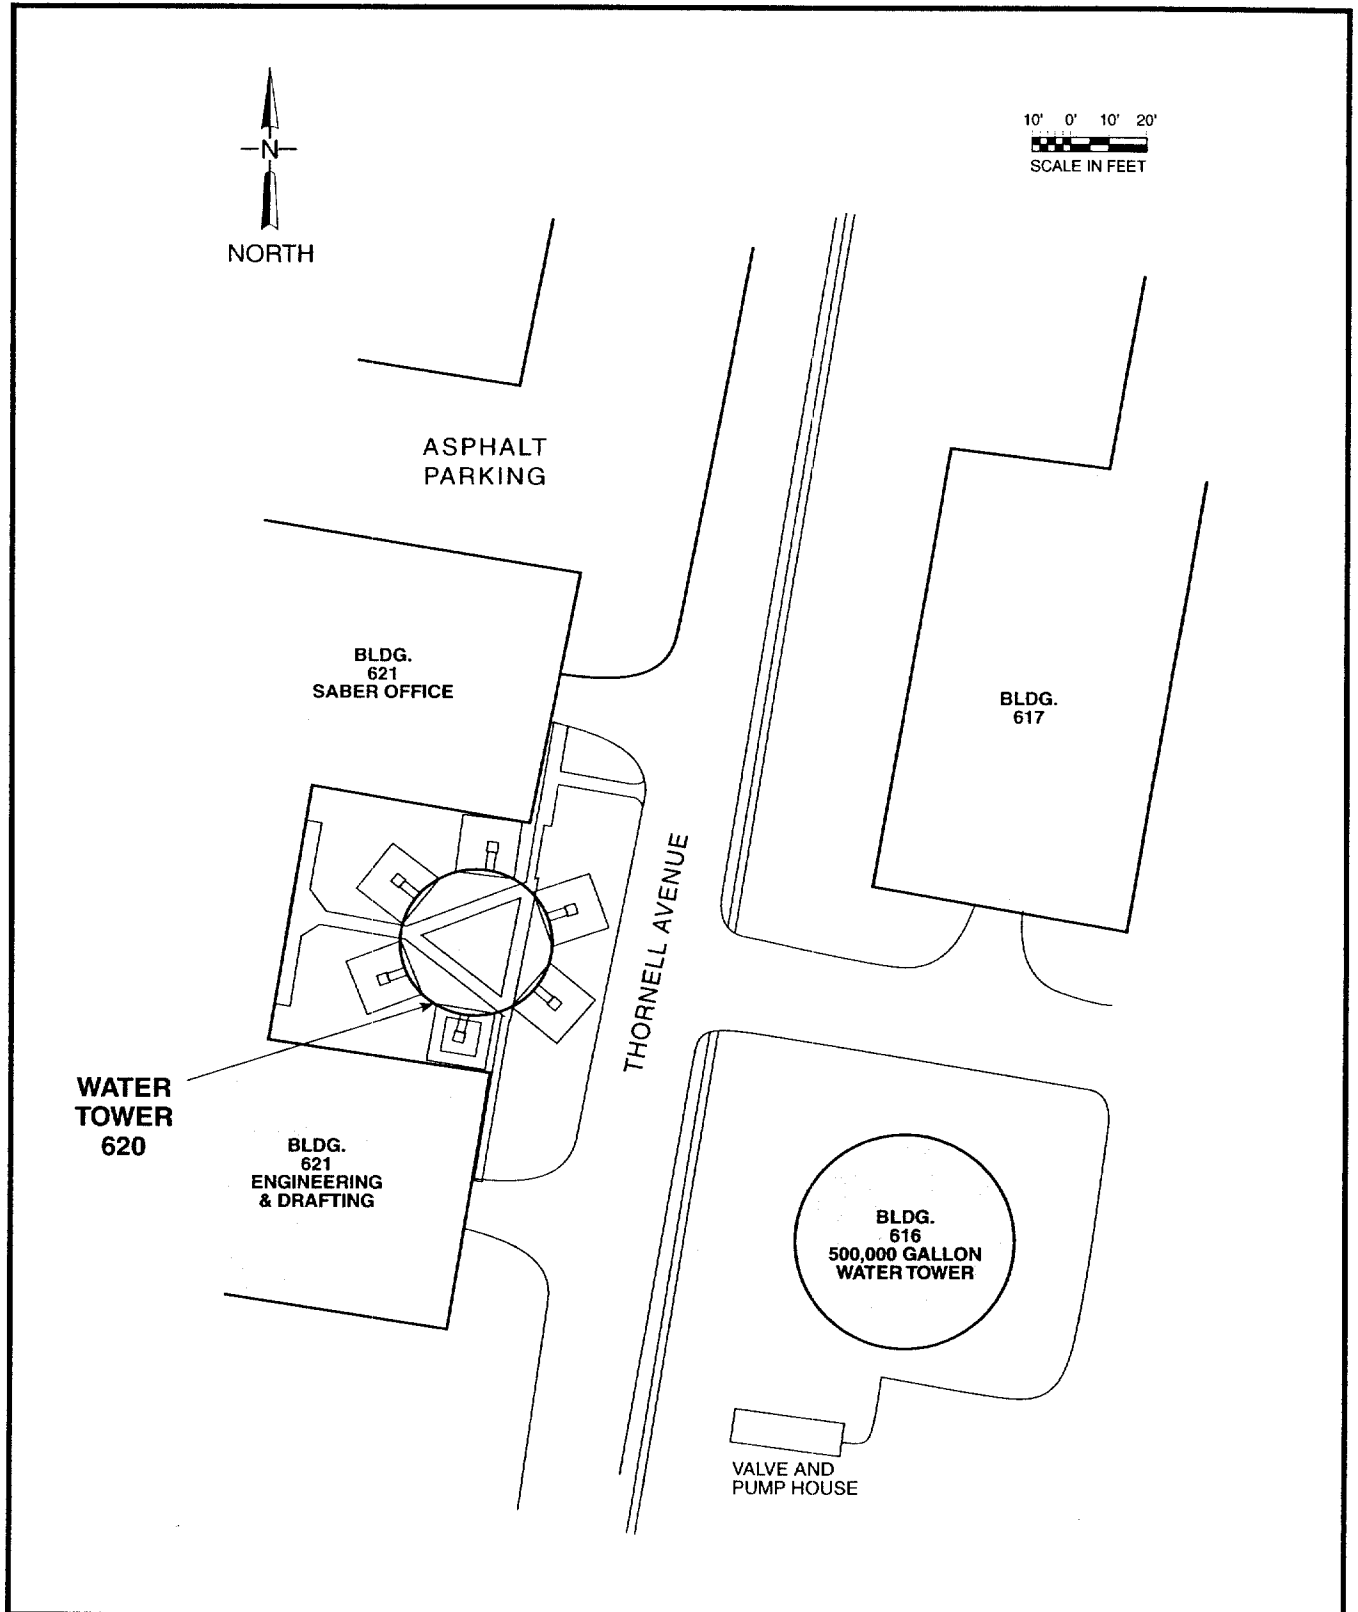 10' 0' 10' 20'
SCALE IN FEET
N
NORTH
ASPHALT
PARKING
BLDG.
621
SABER OFFICE
BLDG.
617
THORNELL AVENUE
WATER
TOWER
620
BLDG.
621
ENGINEERING
& DRAFTING
BLDG.
616
500,000 GALLON
WATER TOWER
VALVE AND
PUMP HOUSE